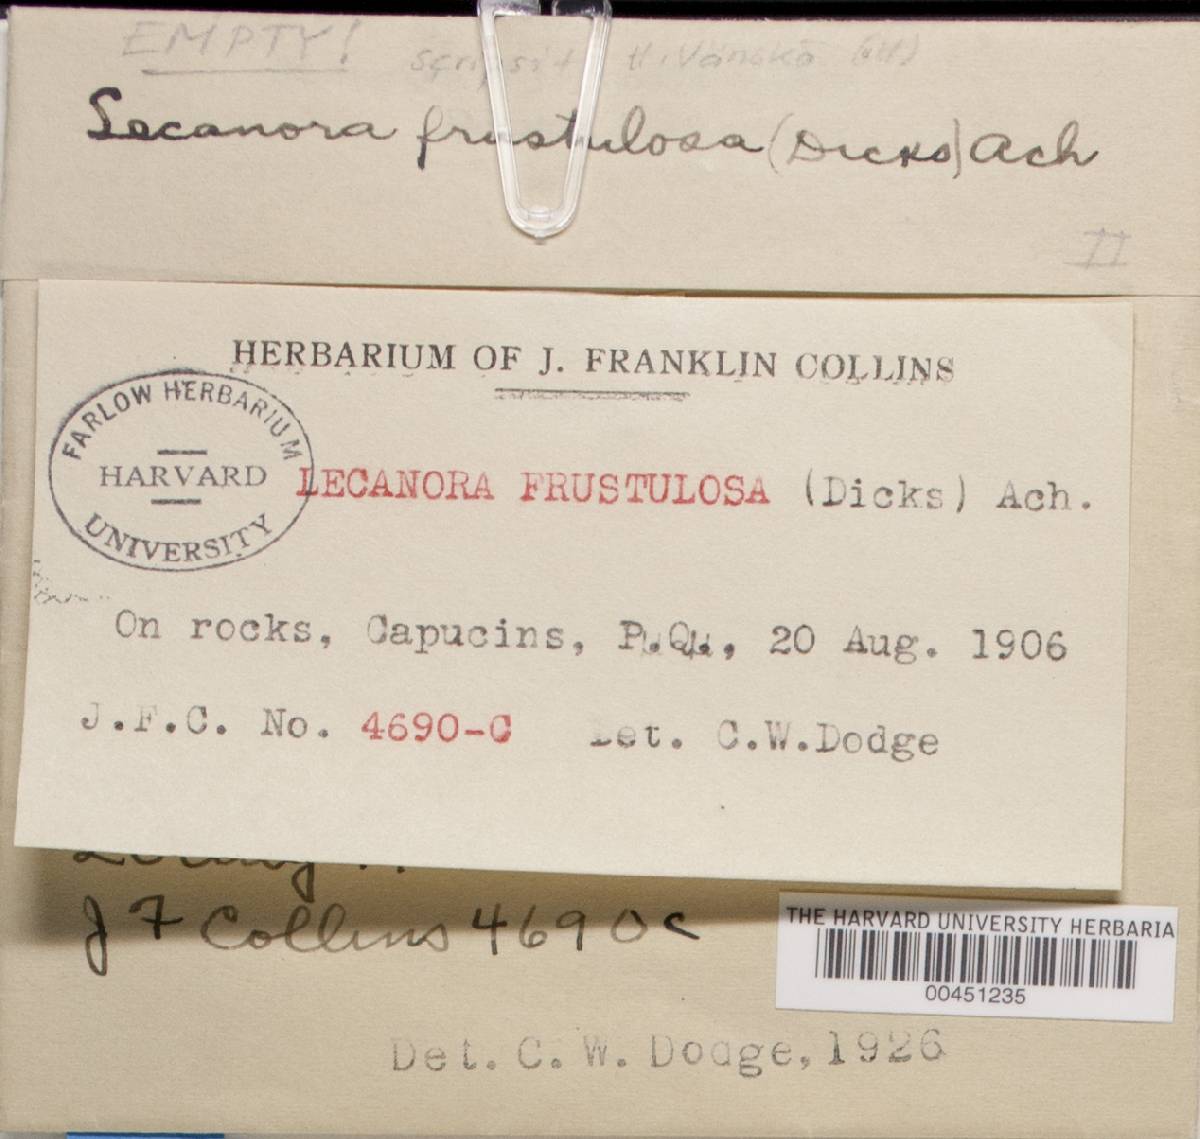 EMPTY! scripsit H. Vänskä (H)
Lecanora frustulosa (Dicks) Ach
II
HERBARIUM OF J. FRANKLIN COLLINS
FARLOW HERBARIUM
HARVARD
UNIVERSITY
LECANORA FRUSTULOSA (Dicks) Ach.
On rocks, Capucins, P.Q., 20 Aug. 1906
J.F.C. No. 4690-C Det. C.W.Dodge
J F Collins 4690c
THE HARVARD UNIVERSITY HERBARIA
00451235
Det. C. W. Dodge, 1926